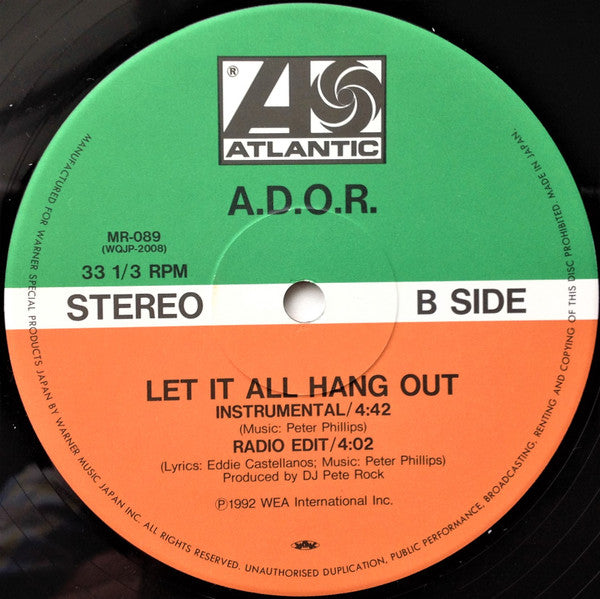 ®
ATLANTIC
A.D.O.R.
MR-089
(WQJP-2008)
33 1/3 RPM
STEREO
B SIDE
LET IT ALL HANG OUT
INSTRUMENTAL/4:42
(Music: Peter Phillips)
RADIO EDIT/4:02
(Lyrics: Eddie Castellanos; Music: Peter Phillips)
Produced by DJ Pete Rock
Ⓟ1992 WEA International Inc.
MANUFACTURED FOR WARNER SPECIAL PRODUCTS JAPAN BY WARNER MUSIC JAPAN INC. ALL RIGHTS RESERVED. UNAUTHORISED DUPLICATION, PUBLIC PERFORMANCE, BROADCASTING, RENTING AND COPYING OF THIS DISC PROHIBITED. MADE IN JAPAN.